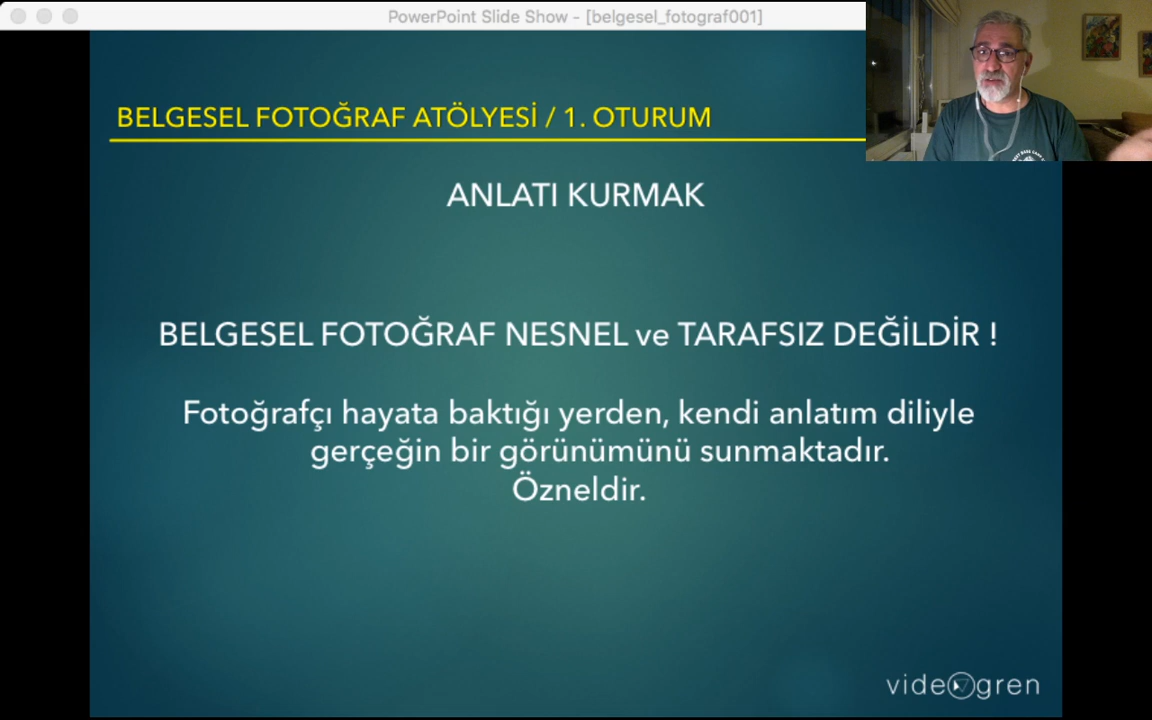 PowerPoint Slide Show - [belgesel_fotograf001]
BELGESEL FOTOĞRAF ATÖLYESİ / 1. OTURUM
ANLATI KURMAK
BELGESEL FOTOĞRAF NESNEL ve TARAFSIZ DEĞİLDİR !
Fotoğrafçı hayata baktığı yerden, kendi anlatım diliyle
gerçeğin bir görünümünü sunmaktadır.
Özneldir.
videogren